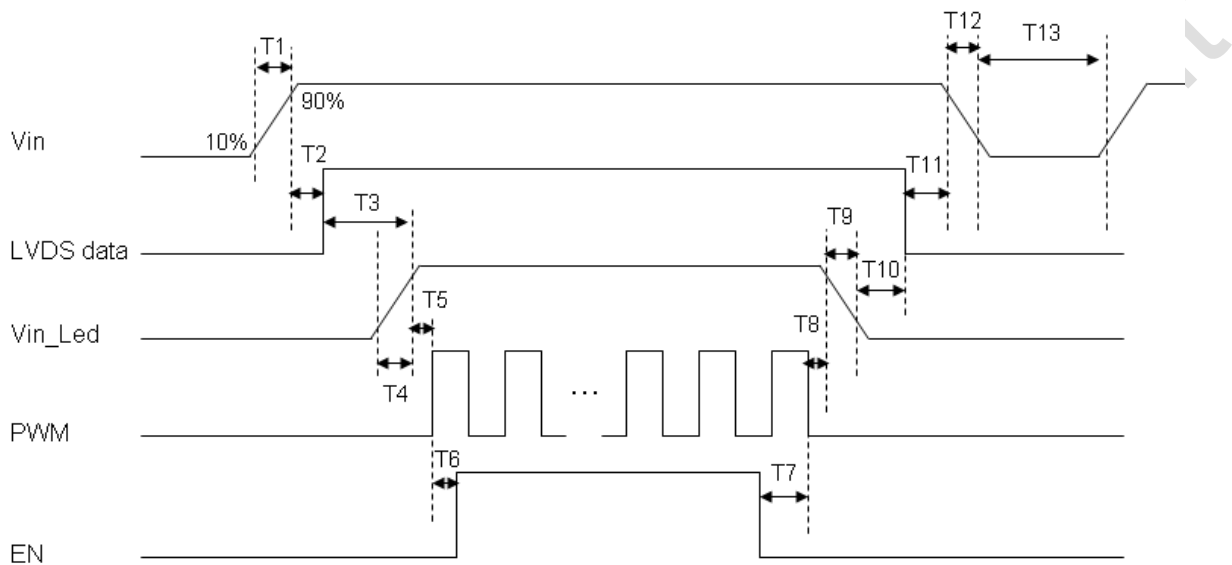 T12
T1
T13
90%
10%
Vin
T2
T11
T3
T9
LVDS data
T10
T5
Vin_Led
T8
T4
...
PWM
T6
T7
EN